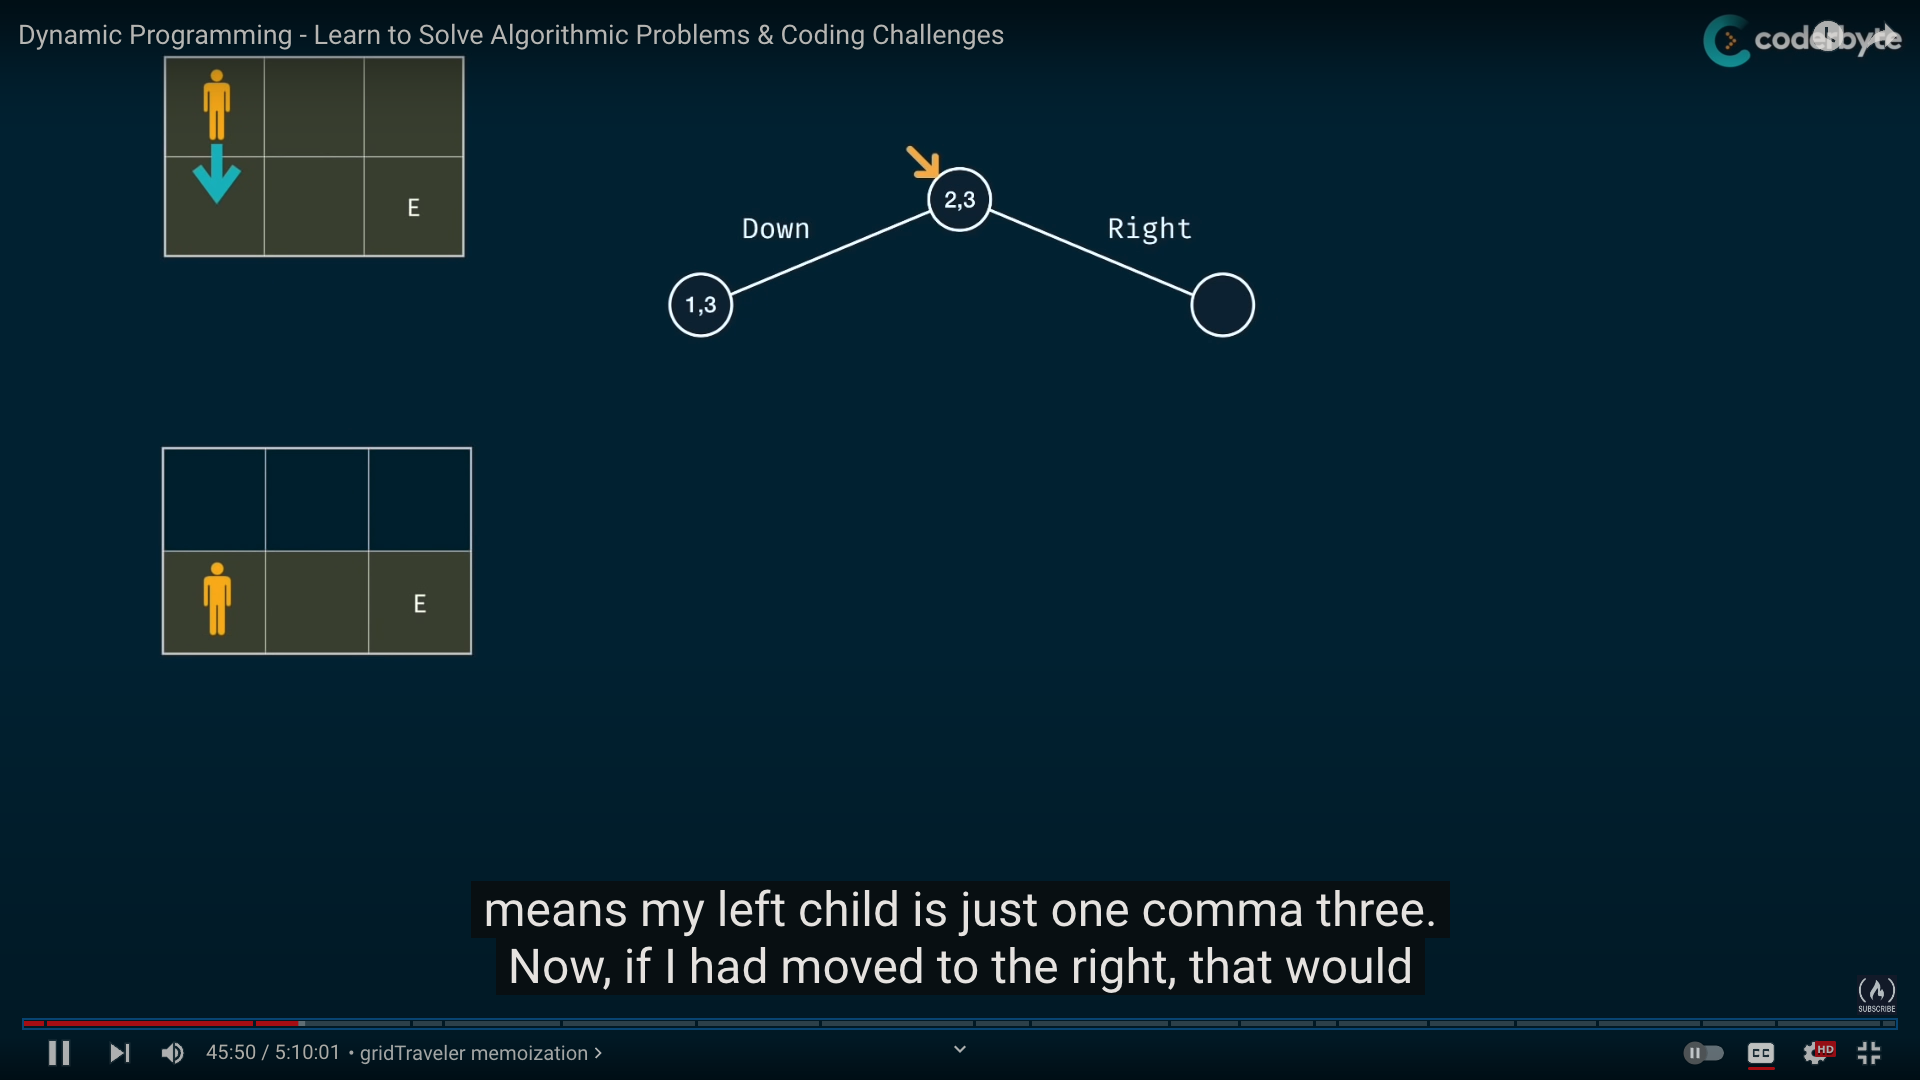 Dynamic Programming - Learn to Solve Algorithmic Problems & Coding Challenges
coderbyte
E
2,3
Down
Right
1,3
E
means my left child is just one comma three.
Now, if I had moved to the right, that would
SUBSCRIBE
45:50 / 5:10:01 • gridTraveler memoization >
CC
HD